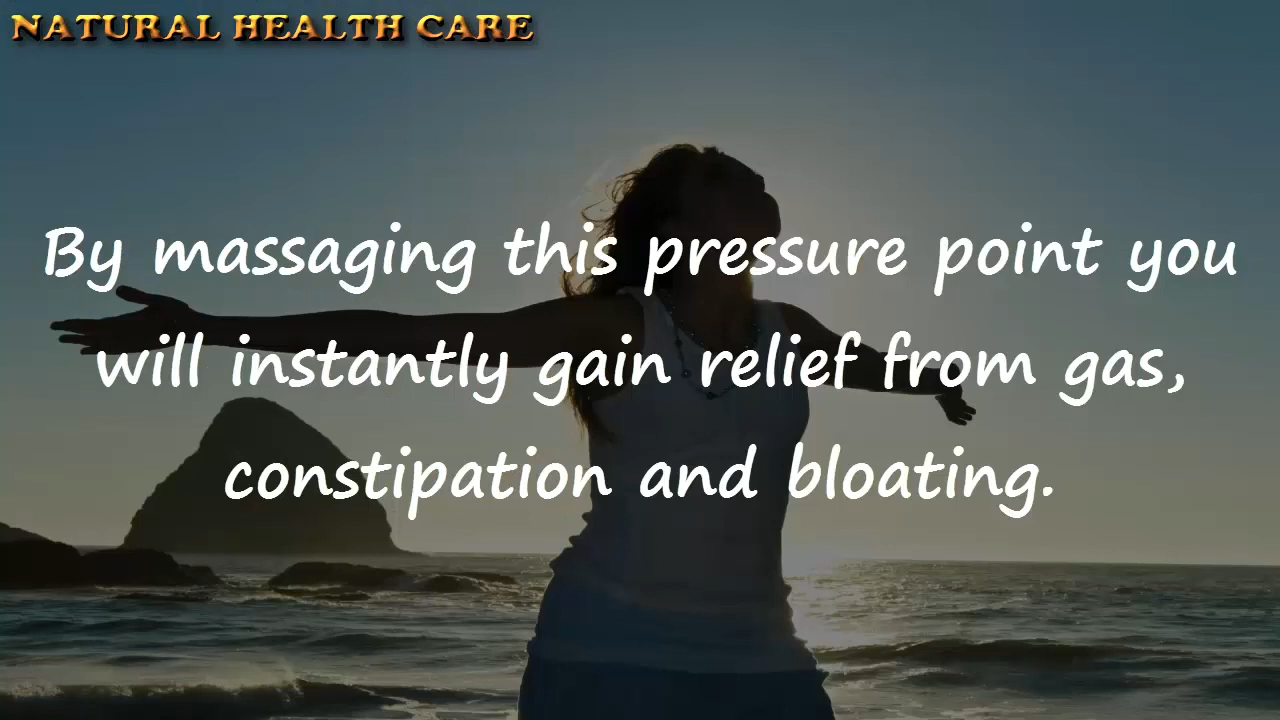 NATURAL HEALTH CARE
By massaging this pressure point you
will instantly gain relief from gas,
constipation and bloating.